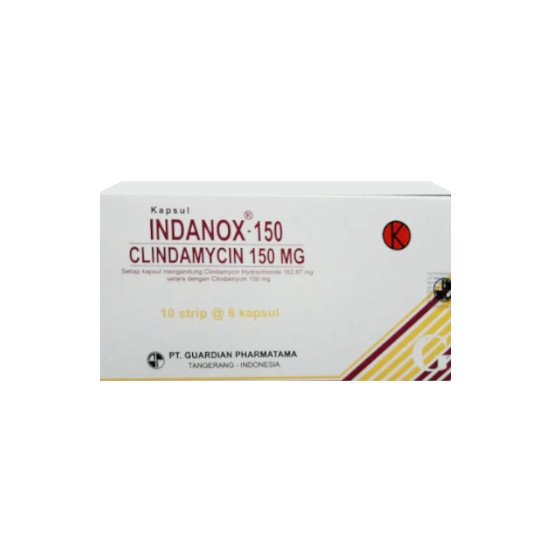 Kapsul
INDANOX®-150
CLINDAMYCIN 150 MG
Setiap kapsul mengandung Clindamycin Hydrochloride 162.87 mg
setara dengan Clindamycin 150 mg
10 strip @ 6 kapsul
PT. GUARDIAN PHARMATAMA
TANGERANG - INDONESIA
K
G